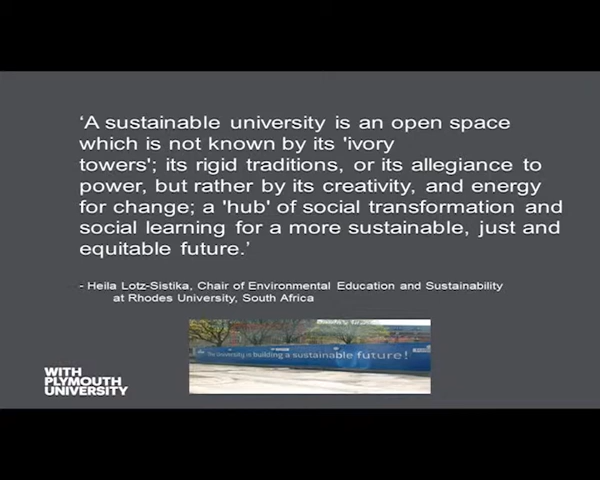 ‘A sustainable university is an open space
which is not known by its 'ivory
towers'; its rigid traditions, or its allegiance to
power, but rather by its creativity, and energy
for change; a 'hub' of social transformation and
social learning for a more sustainable, just and
equitable future.’
- Heila Lotz-Sistika, Chair of Environmental Education and Sustainability
at Rhodes University, South Africa
The University is building a sustainable future!
WITH
PLYMOUTH
UNIVERSITY